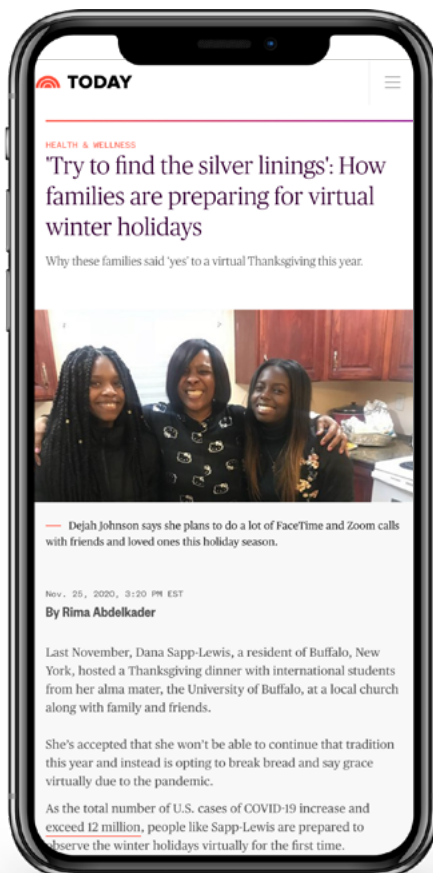 TODAY
HEALTH & WELLNESS
'Try to find the silver linings': How
families are preparing for virtual
winter holidays
Why these families said 'yes' to a virtual Thanksgiving this year.
Dejah Johnson says she plans to do a lot of FaceTime and Zoom calls
with friends and loved ones this holiday season.
Nov. 25, 2020, 3:20 PM EST
By Rima Abdelkader
Last November, Dana Sapp-Lewis, a resident of Buffalo, New
York, hosted a Thanksgiving dinner with international students
from her alma mater, the University of Buffalo, at a local church
along with family and friends.
She's accepted that she won't be able to continue that tradition
this year and instead is opting to break bread and say grace
virtually due to the pandemic.
As the total number of U.S. cases of COVID-19 increase and
exceed 12 million, people like Sapp-Lewis are prepared to
observe the winter holidays virtually for the first time.